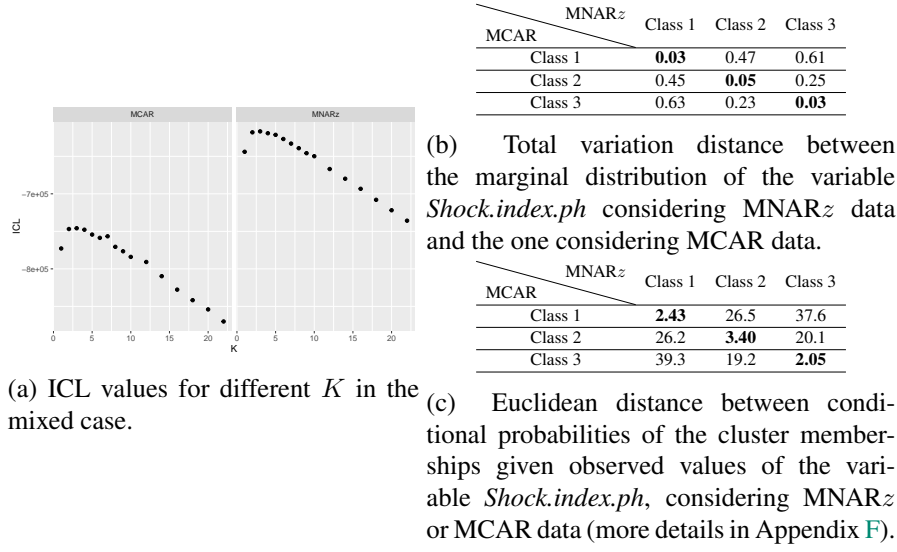 MCAR
MNARz
−7e+05
−8e+05
ICL
0 5 10 15 20 0 5 10 15 20
K
(a) ICL values for different K in the
mixed case.
MNARz
MCAR
Class 1 Class 2 Class 3
Class 1 0.03 0.47 0.61
Class 2 0.45 0.05 0.25
Class 3 0.63 0.23 0.03
(b) Total variation distance between
the marginal distribution of the variable
Shock.index.ph considering MNARz data
and the one considering MCAR data.
MNARz
MCAR
Class 1 Class 2 Class 3
Class 1 2.43 26.5 37.6
Class 2 26.2 3.40 20.1
Class 3 39.3 19.2 2.05
(c) Euclidean distance between condi-
tional probabilities of the cluster member-
ships given observed values of the vari-
able Shock.index.ph, considering MNARz
or MCAR data (more details in Appendix F).